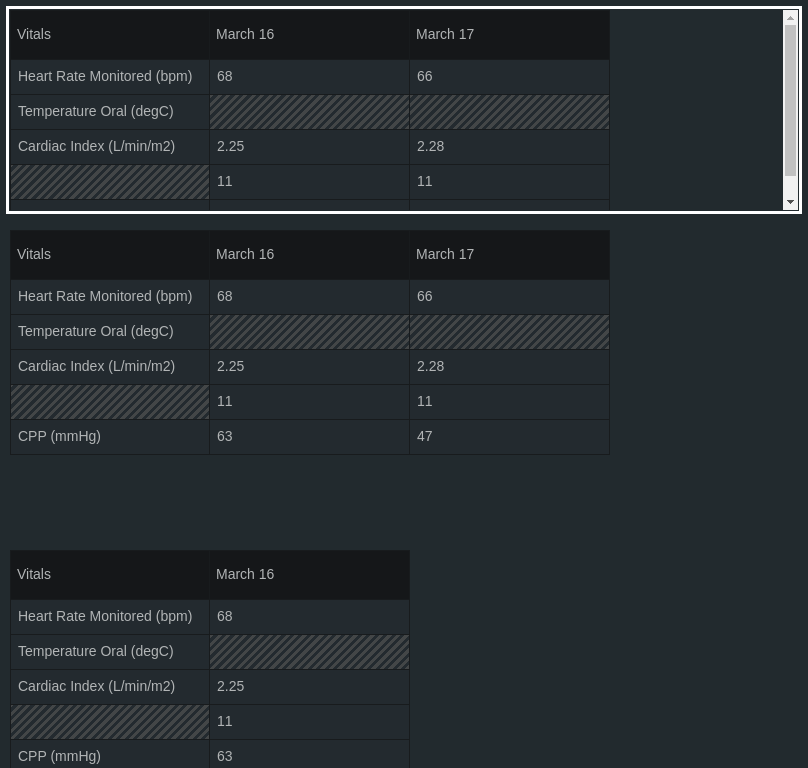 Vitals March 16 March 17
Heart Rate Monitored (bpm) 68 66
Temperature Oral (degC)
Cardiac Index (L/min/m2) 2.25 2.28
11 11
Vitals March 16 March 17
Heart Rate Monitored (bpm) 68 66
Temperature Oral (degC)
Cardiac Index (L/min/m2) 2.25 2.28
11 11
CPP (mmHg) 63 47
Vitals March 16
Heart Rate Monitored (bpm) 68
Temperature Oral (degC)
Cardiac Index (L/min/m2) 2.25
11
CPP (mmHg) 63